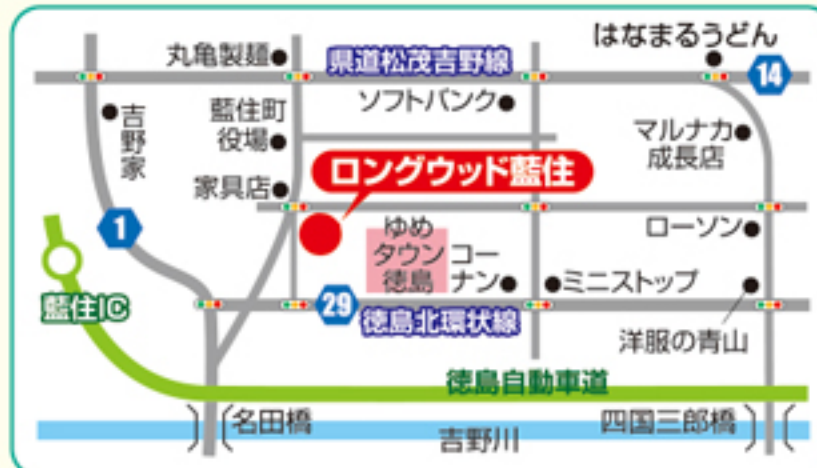 はなまるうどん
丸亀製麺
県道松茂吉野線
14
ソフトバンク
藍住町
役場
吉野家
マルナカ
成長店
ロングウッド藍住
家具店
1
ゆめ
タウン
徳島
コー
ナン
ローソン
ミニストップ
藍住IC
29
徳島北環状線
洋服の青山
徳島自動車道
名田橋
四国三郎橋
吉野川